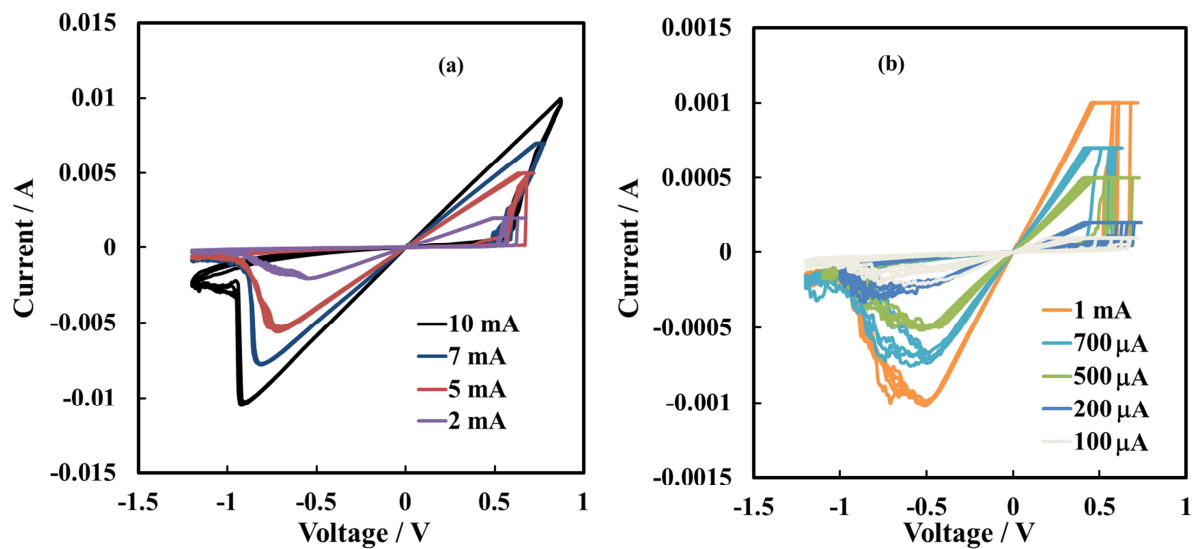 0.015
0.01
0.005
0
-0.005
-0.01
-0.015
Current / A
-1.5
-1
-0.5
0
0.5
1
Voltage / V
(a)
10 mA
7 mA
5 mA
2 mA
0.0015
0.001
0.0005
0
-0.0005
-0.001
-0.0015
Current / A
-1.5
-1
-0.5
0
0.5
1
Voltage / V
(b)
1 mA
700 μA
500 μA
200 μA
100 μA